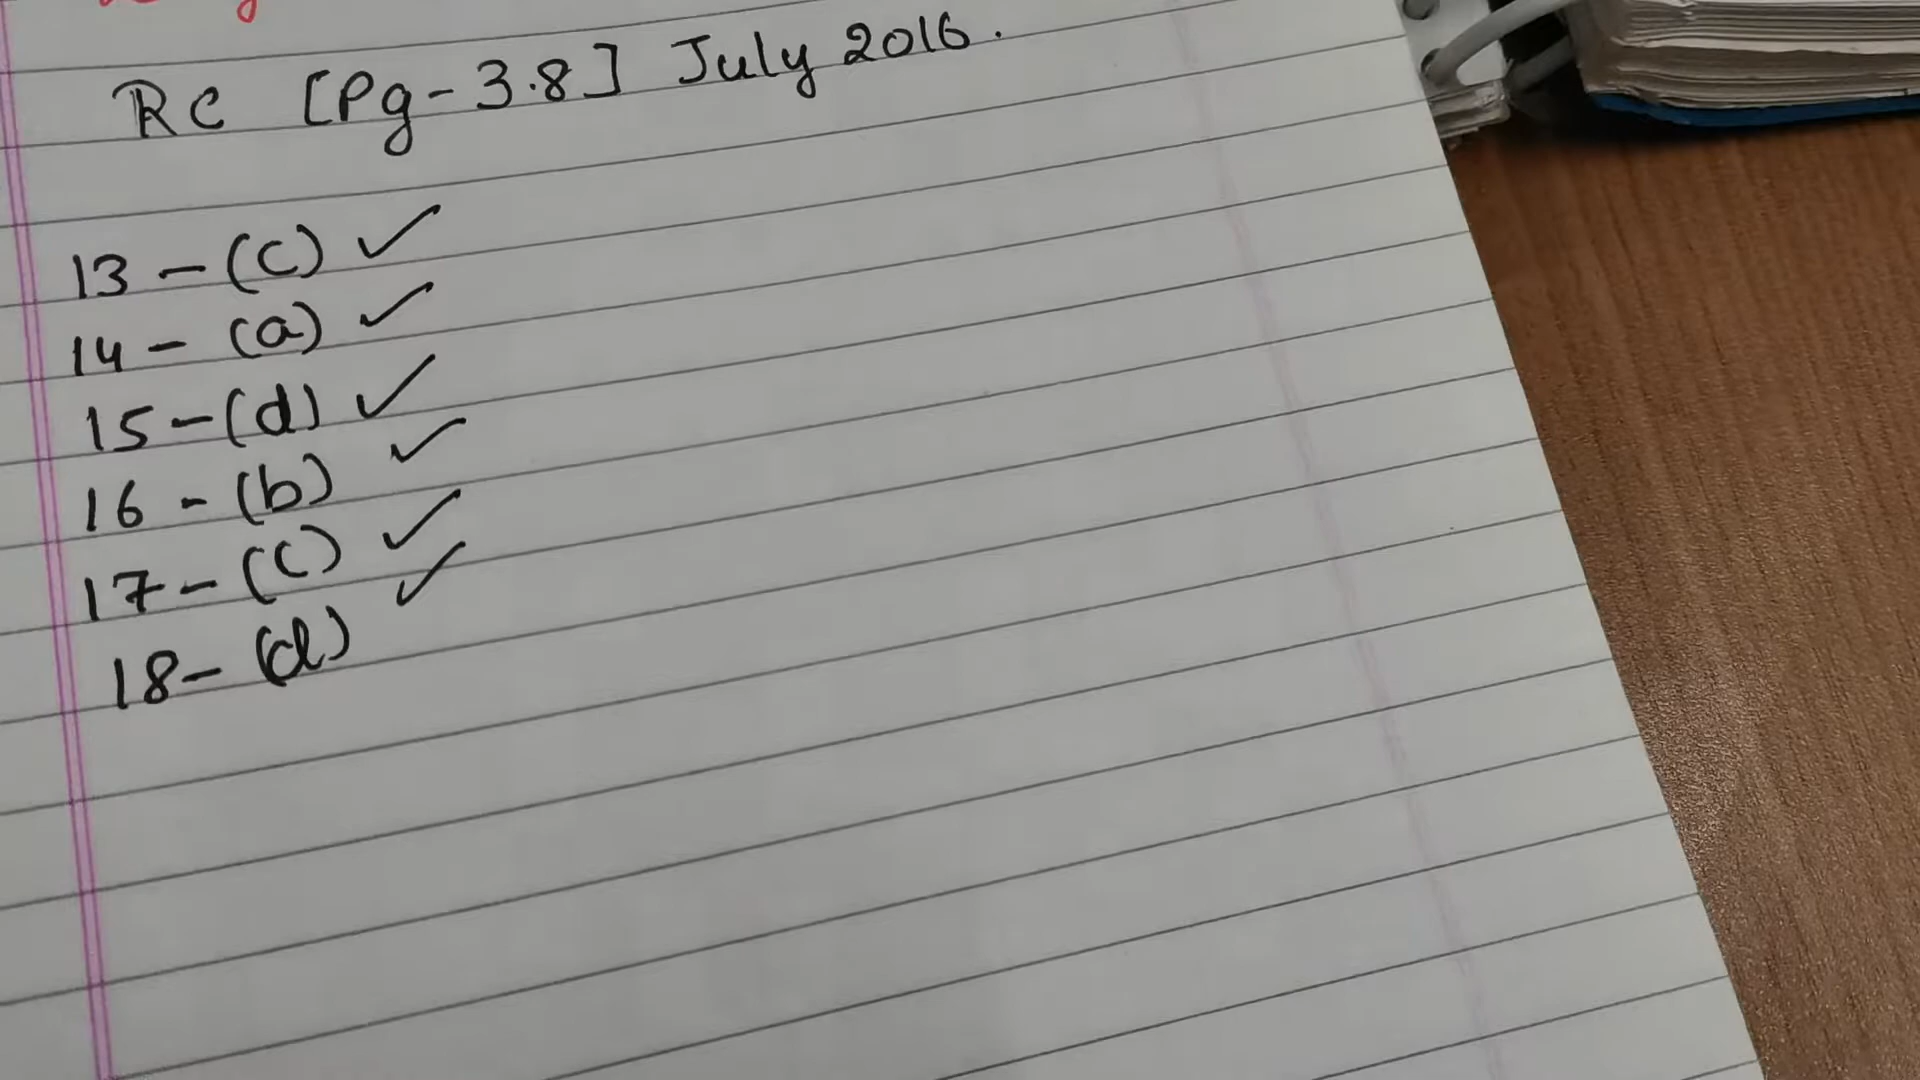 RC [Pg-3.8] July 2016.
13 - (c) ✓
14 - (a) ✓
15 - (d) ✓
16 - (b) ✓
17 - (c) ✓
18 - (d) ✓